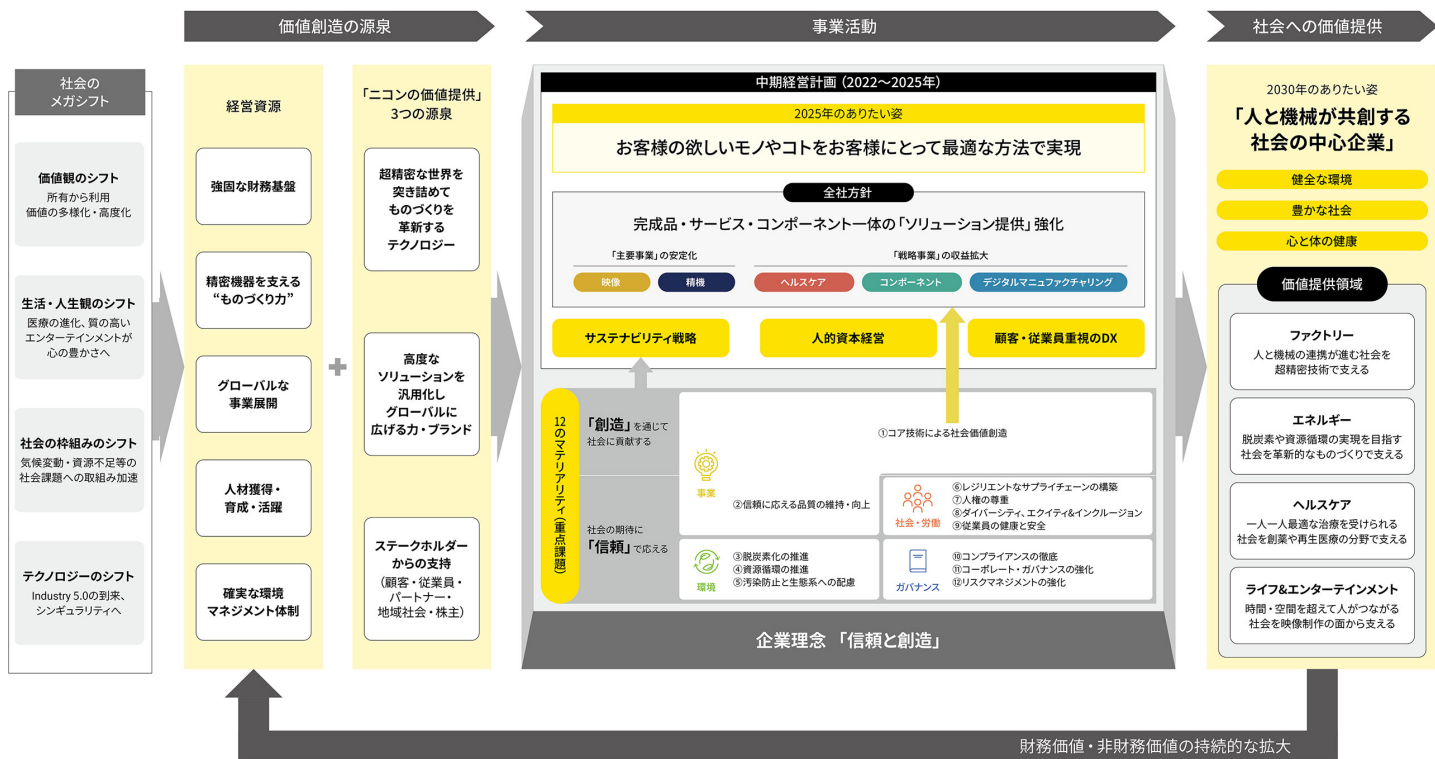 価値創造の源泉
事業活動
社会への価値提供
社会の
メガシフト
価値観のシフト
所有から利用
価値の多様化・高度化
生活・人生観のシフト
医療の進化、質の高い
エンターテインメントが
心の豊かさへ
社会の枠組みのシフト
気候変動・資源不足等の
社会課題への取組み加速
テクノロジーのシフト
Industry 5.0の到来、
シンギュラリティへ
経営資源
強固な財務基盤
精密機器を支える
“ものづくり力”
グローバルな
事業展開
人材獲得・
育成・活躍
確実な環境
マネジメント体制
「ニコンの価値提供」
3つの源泉
超精密な世界を
突き詰めて
ものづくりを
革新する
テクノロジー
高度な
ソリューションを
汎用化し
グローバルに
広げる力・ブランド
ステークホルダー
からの支持
（顧客・従業員・
パートナー・
地域社会・株主）
中期経営計画（2022～2025年）
2025年のありたい姿
お客様の欲しいモノやコトをお客様にとって最適な方法で実現
全社方針
完成品・サービス・コンポーネント一体の「ソリューション提供」強化
「主要事業」の安定化
「戦略事業」の収益拡大
映像
精機
ヘルスケア
コンポーネント
デジタルマニュファクチャリング
サステナビリティ戦略
人的資本経営
顧客・従業員重視のDX
12のマテリアリティ（重点課題）
「創造」を通じて
社会に貢献する
社会の期待に
「信頼」で応える
事業
①コア技術による社会価値創造
②信頼に応える品質の維持・向上
環境
③脱炭素化の推進
④資源循環の推進
⑤汚染防止と生態系への配慮
社会・労働
⑥レジリエントなサプライチェーンの構築
⑦人権の尊重
⑧ダイバーシティ、エクイティ&インクルージョン
⑨従業員の健康と安全
ガバナンス
⑩コンプライアンスの徹底
⑪コーポレート・ガバナンスの強化
⑫リスクマネジメントの強化
企業理念 「信頼と創造」
2030年のありたい姿
「人と機械が共創する
社会の中心企業」
健全な環境
豊かな社会
心と体の健康
価値提供領域
ファクトリー
人と機械の連携が進む社会を
超精密技術で支える
エネルギー
脱炭素や資源循環の実現を目指す
社会を革新的なものづくりで支える
ヘルスケア
一人一人最適な治療を受けられる
社会を創薬や再生医療の分野で支える
ライフ&エンターテインメント
時間・空間を超えて人がつながる
社会を映像制作の面から支える
財務価値・非財務価値の持続的な拡大